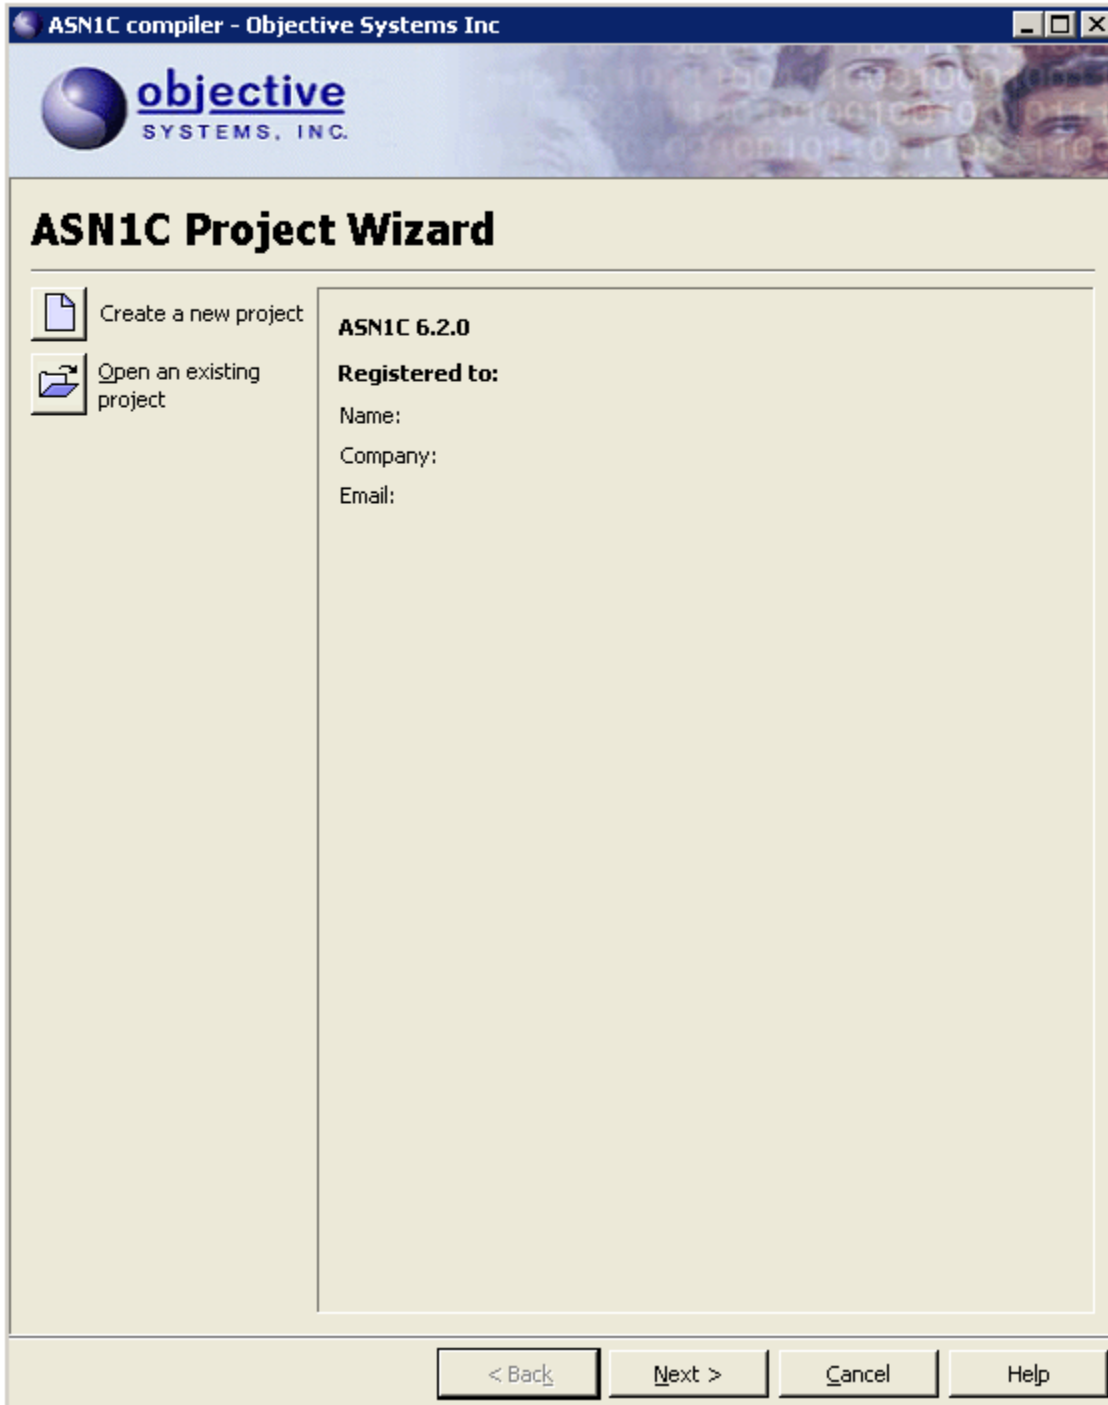 ASN1C compiler - Objective Systems Inc
objective
SYSTEMS, INC.
ASN1C Project Wizard
Create a new project
Open an existing
project
ASN1C 6.2.0
Registered to:
Name:
Company:
Email:
< Back
Next >
Cancel
Help